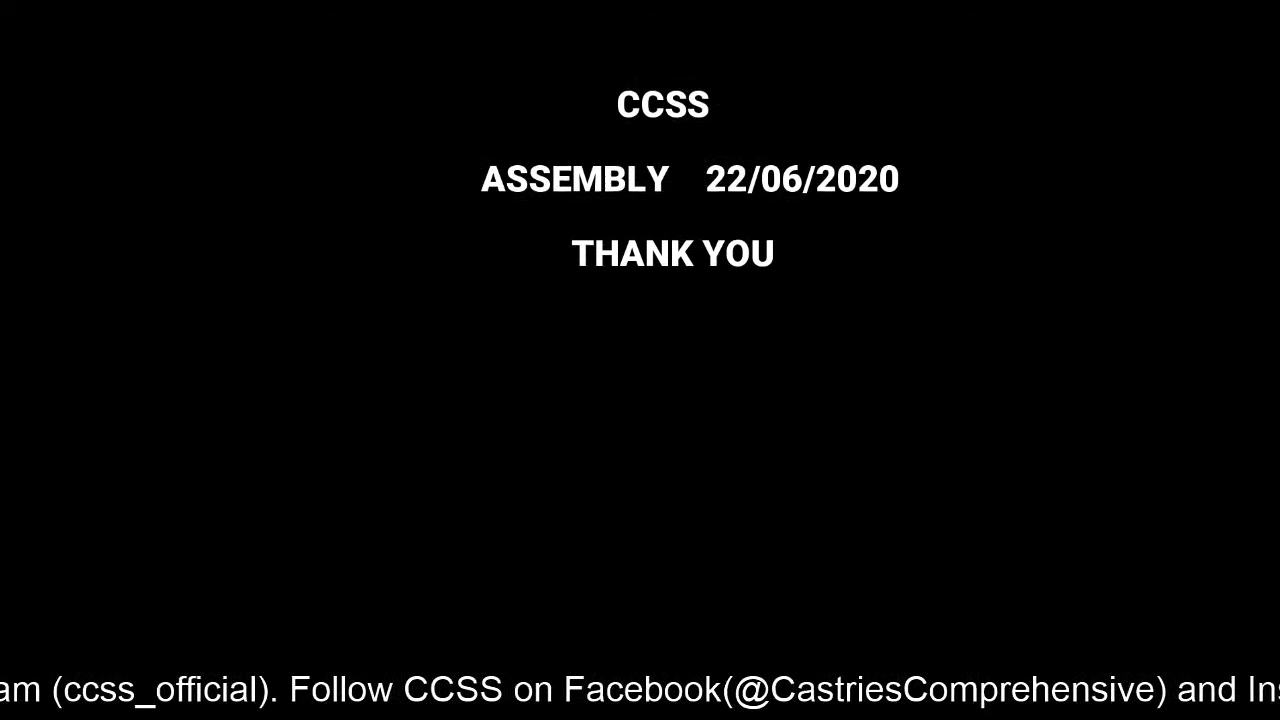 CCSS
ASSEMBLY 22/06/2020
THANK YOU
am (ccss_official). Follow CCSS on Facebook(@CastriesComprehensive) and Ins